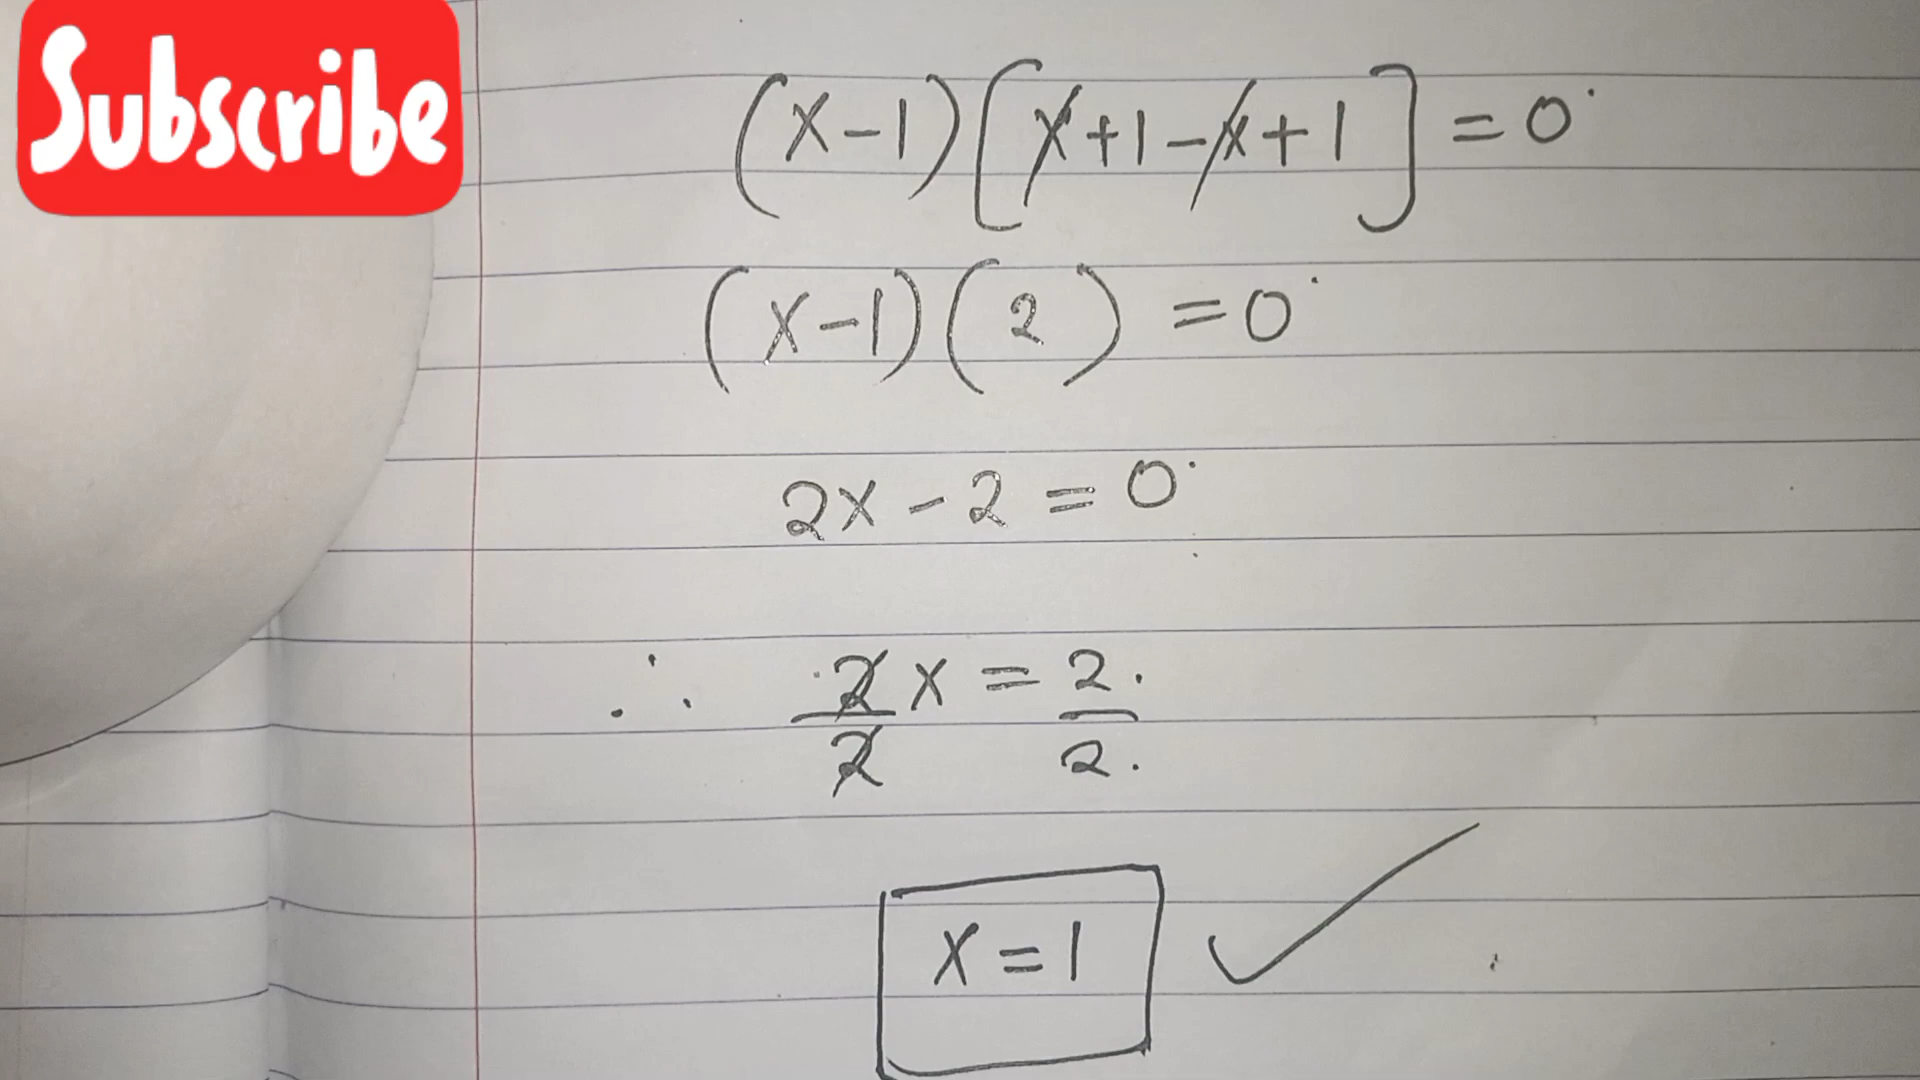 Subscribe
(x-1)[x+1-x+1]=0
(x-1)(2)=0
2x-2=0
∴ 2x/2=2/2
x=1 ✓